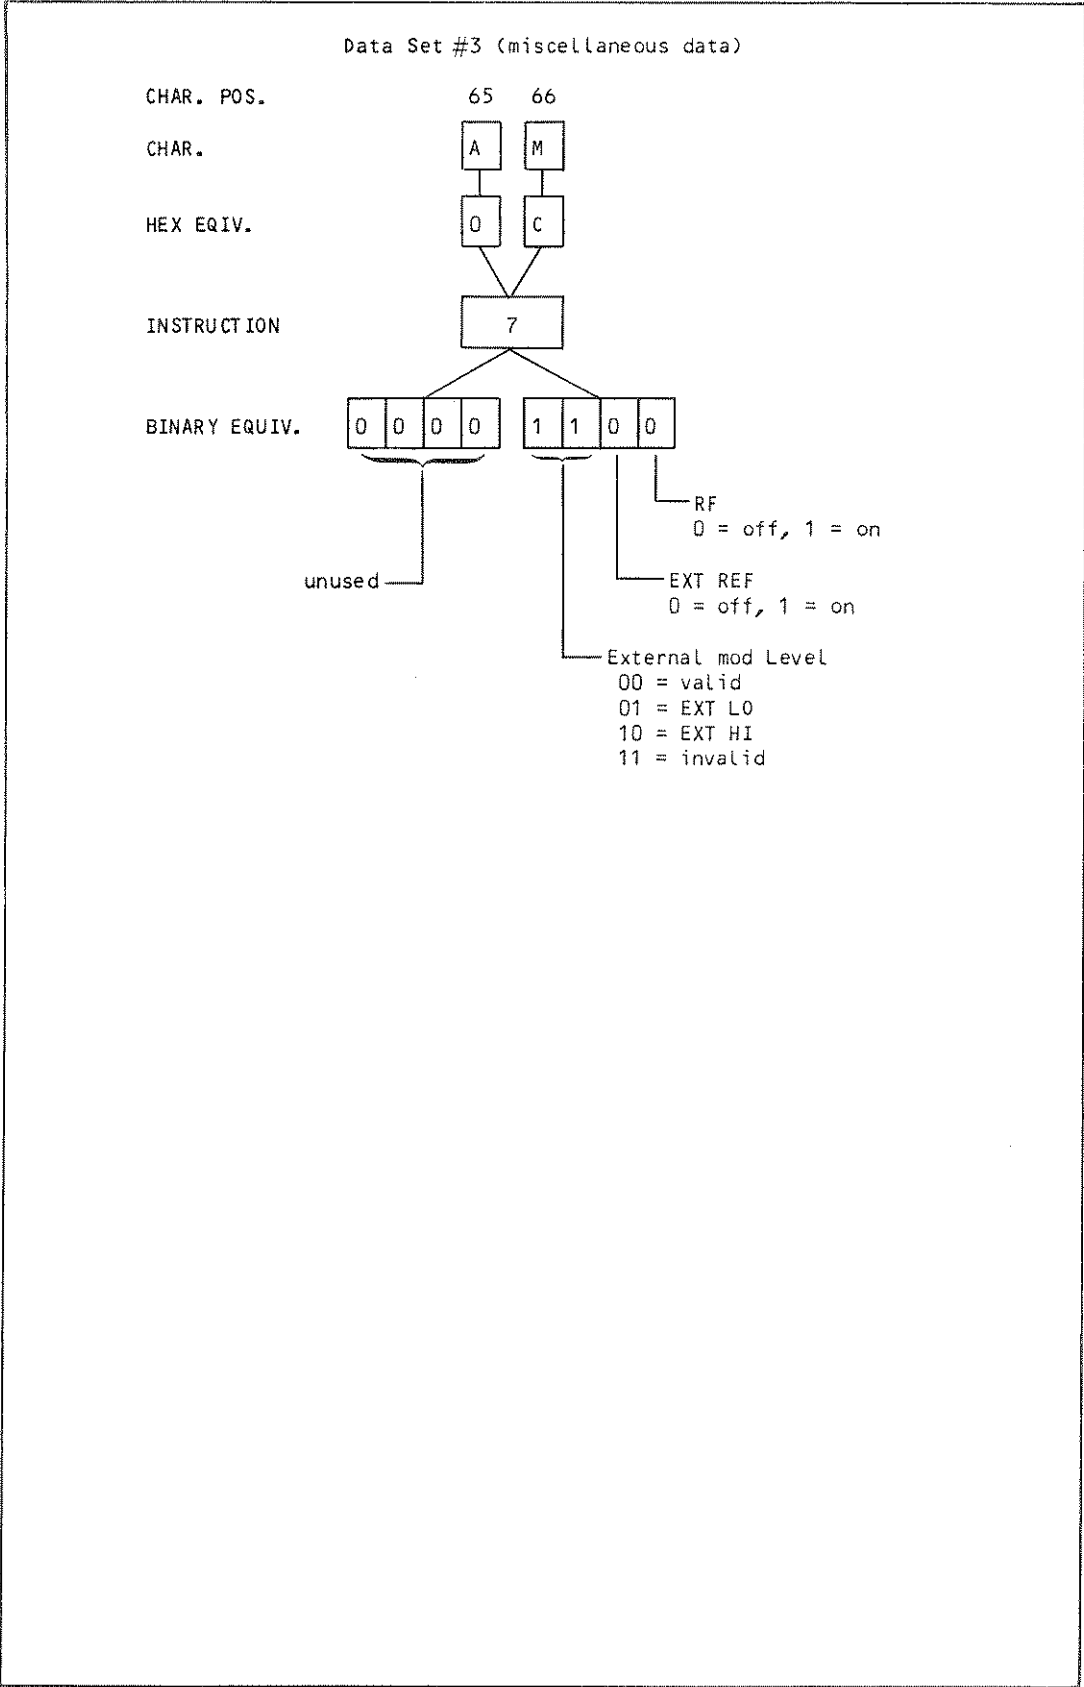 Data Set #3 (miscellaneous data)
CHAR. POS. 65 66
CHAR. A M
HEX EQIV. 0 C
INSTRUCTION 7
BINARY EQUIV. 0 0 0 0 1 1 0 0
RF
0 = off, 1 = on
unused
EXT REF
0 = off, 1 = on
External mod Level
00 = valid
01 = EXT LO
10 = EXT HI
11 = invalid